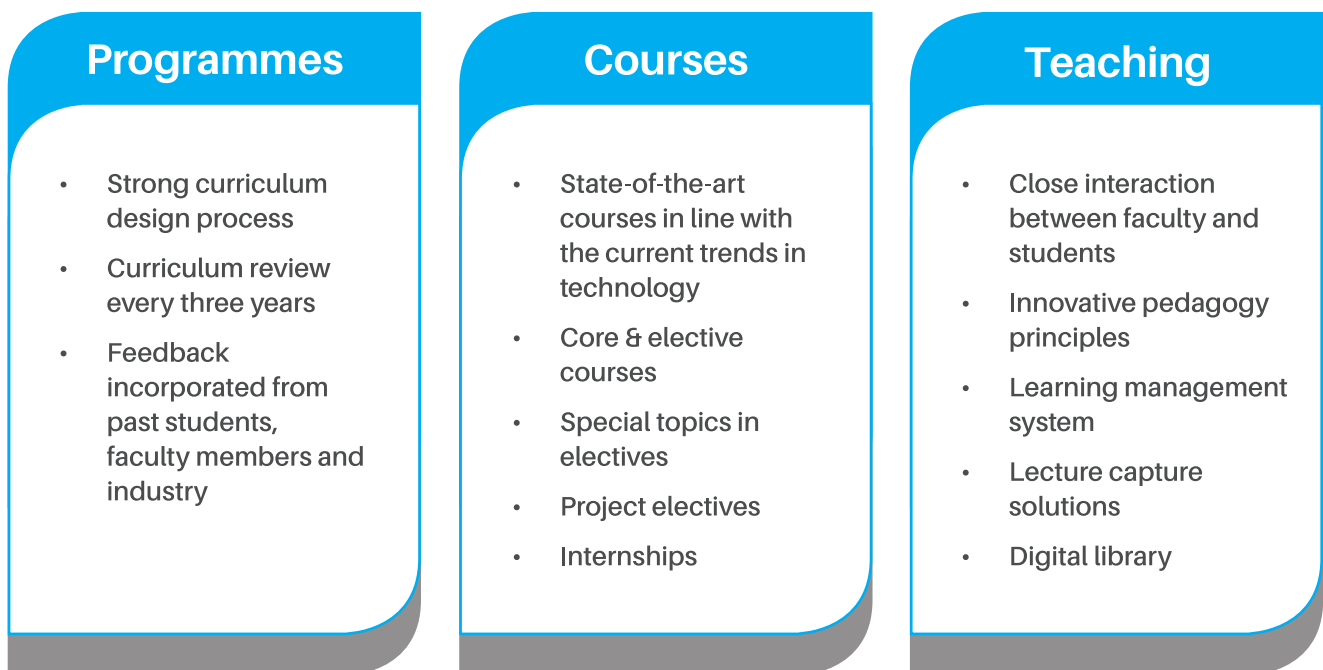 Programmes
• Strong curriculum
design process
• Curriculum review
every three years
• Feedback
incorporated from
past students,
faculty members and
industry
Courses
• State-of-the-art
courses in line with
the current trends in
technology
• Core & elective
courses
• Special topics in
electives
• Project electives
• Internships
Teaching
• Close interaction
between faculty and
students
• Innovative pedagogy
principles
• Learning management
system
• Lecture capture
solutions
• Digital library